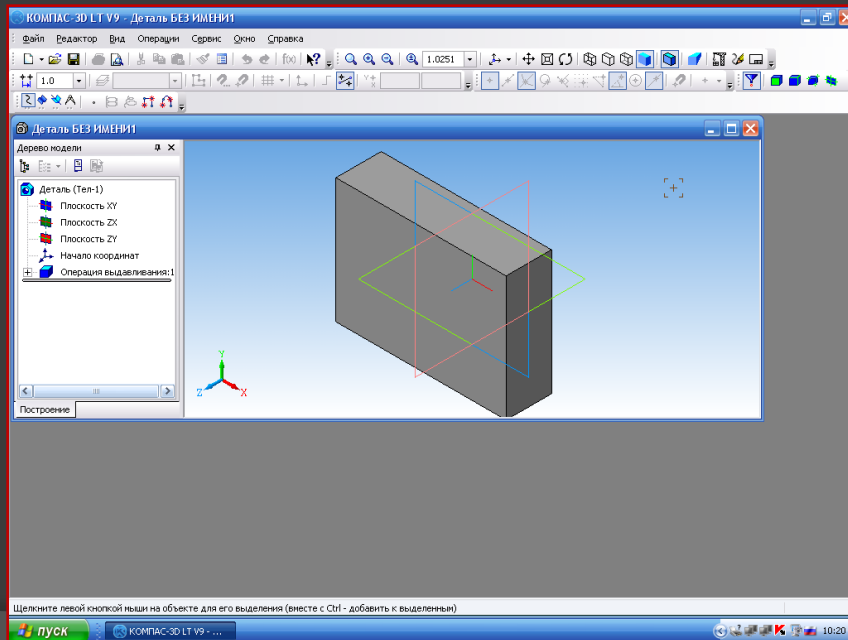 КОМПАС-3D LT V9 - Деталь БЕЗ ИМЕНИ1
Файл Редактор Вид Операции Сервис Окно Справка
1.0251
1.0
Деталь БЕЗ ИМЕНИ1
Дерево модели
Деталь (Тел-1)
Плоскость XY
Плоскость ZX
Плоскость ZY
Начало координат
Операция выдавливания:1
Построение
Y
Z
X
Щелкните левой кнопкой мыши на объекте для его выделения (вместе с Ctrl - добавить к выделенным)
пуск КОМПАС-3D LT V9 - ... 10:20